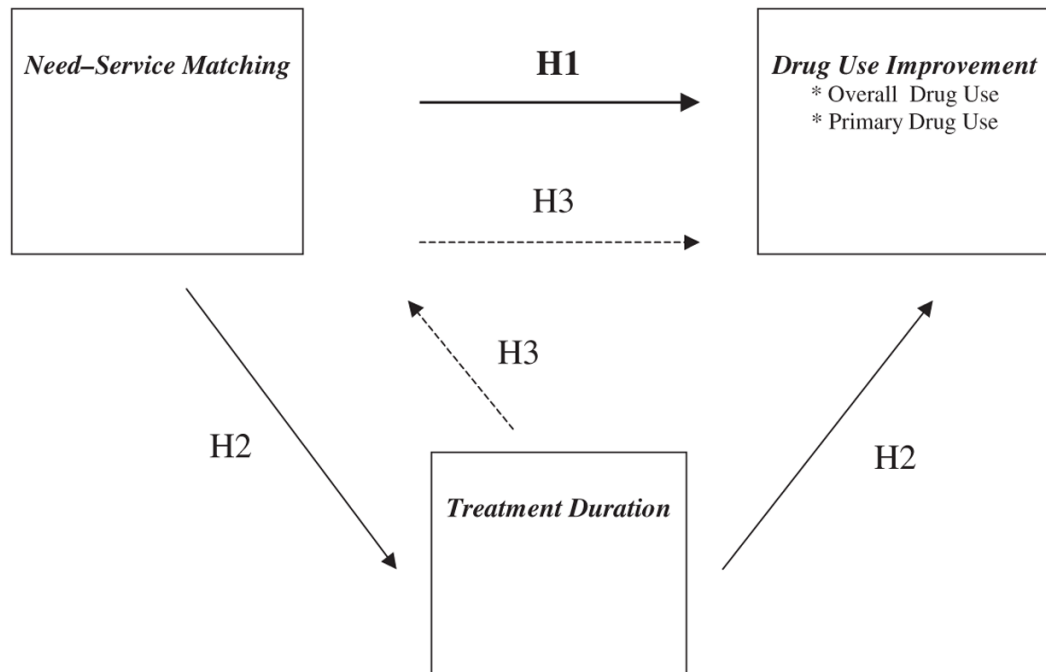 Need–Service Matching
H1
Drug Use Improvement
* Overall Drug Use
* Primary Drug Use
H3
H3
H2
H2
Treatment Duration